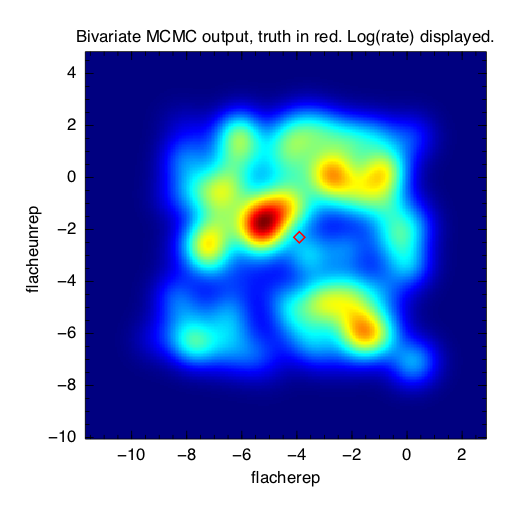 Bivariate MCMC output, truth in red. Log(rate) displayed.
4
2
0
−2
−4
−6
−8
−10
flacheunrep
−10 −8 −6 −4 −2 0 2
flacherep